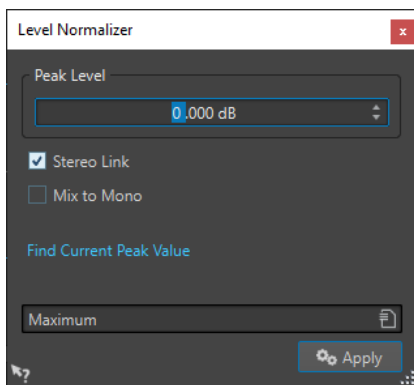 Level Normalizer
x
Peak Level
0.000 dB
Stereo Link
Mix to Mono
Find Current Peak Value
Maximum
Apply
?